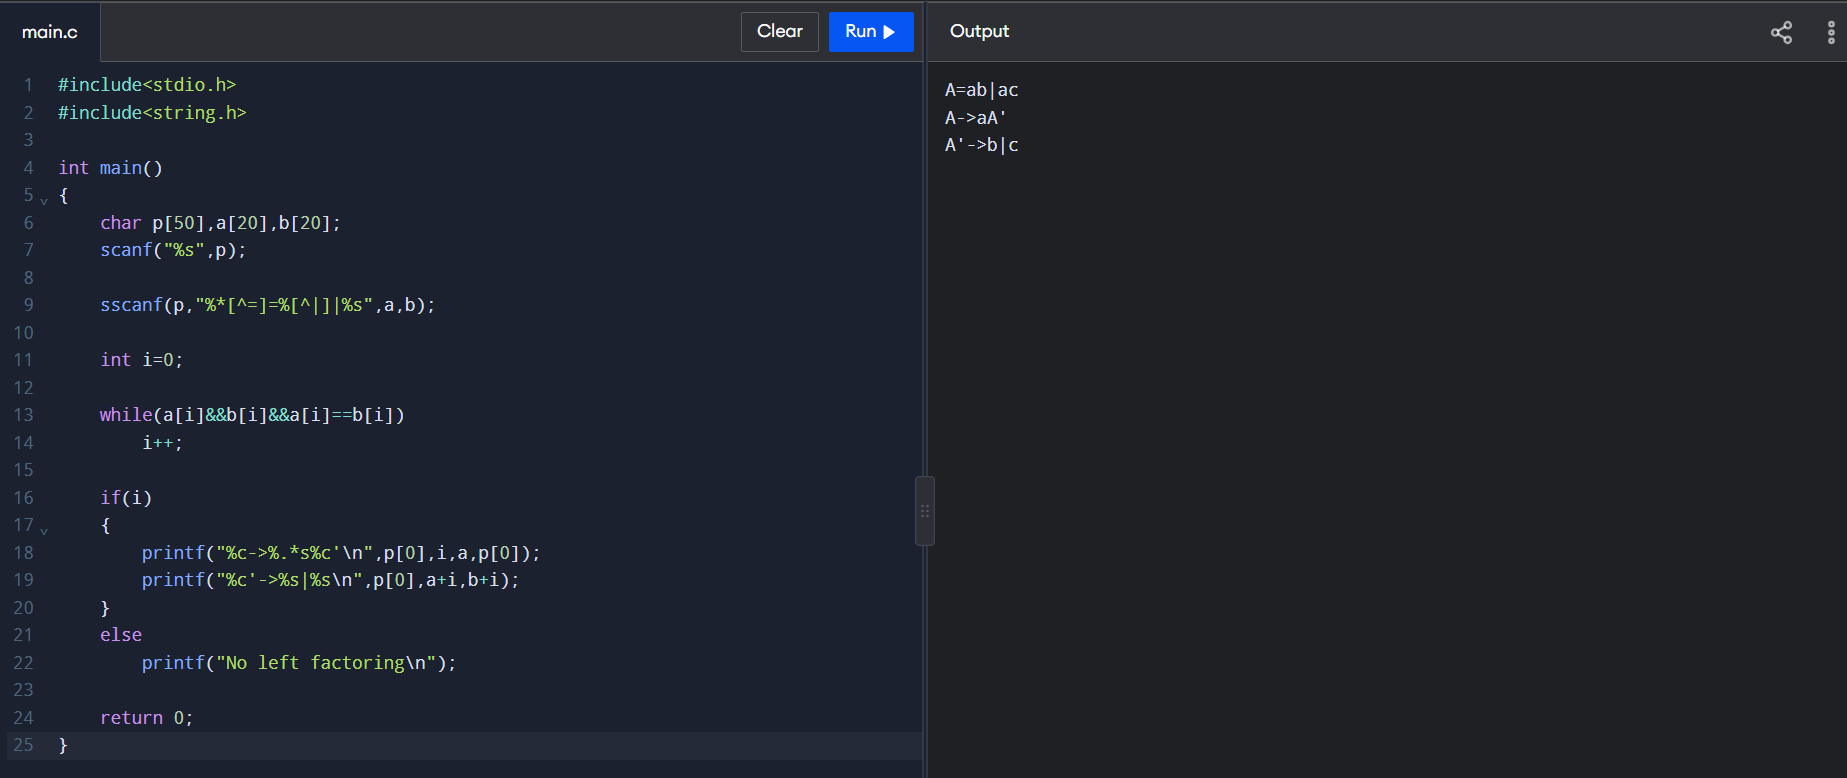 main.c
Clear
Run
Output
1 #include<stdio.h>
2 #include<string.h>
3
4 int main()
5 {
6     char p[50],a[20],b[20];
7     scanf("%s",p);
8
9     sscanf(p,"%*[^=]=%[^|]|%s",a,b);
10
11     int i=0;
12
13     while(a[i]&&b[i]&&a[i]==b[i])
14         i++;
15
16     if(i)
17     {
18         printf("%c->%.*s%c'\n",p[0],i,a,p[0]);
19         printf("%c'->%s|%s\n",p[0],a+i,b+i);
20     }
21     else
22         printf("No left factoring\n");
23
24     return 0;
25 }
A=ab|ac
A->aA'
A'->b|c